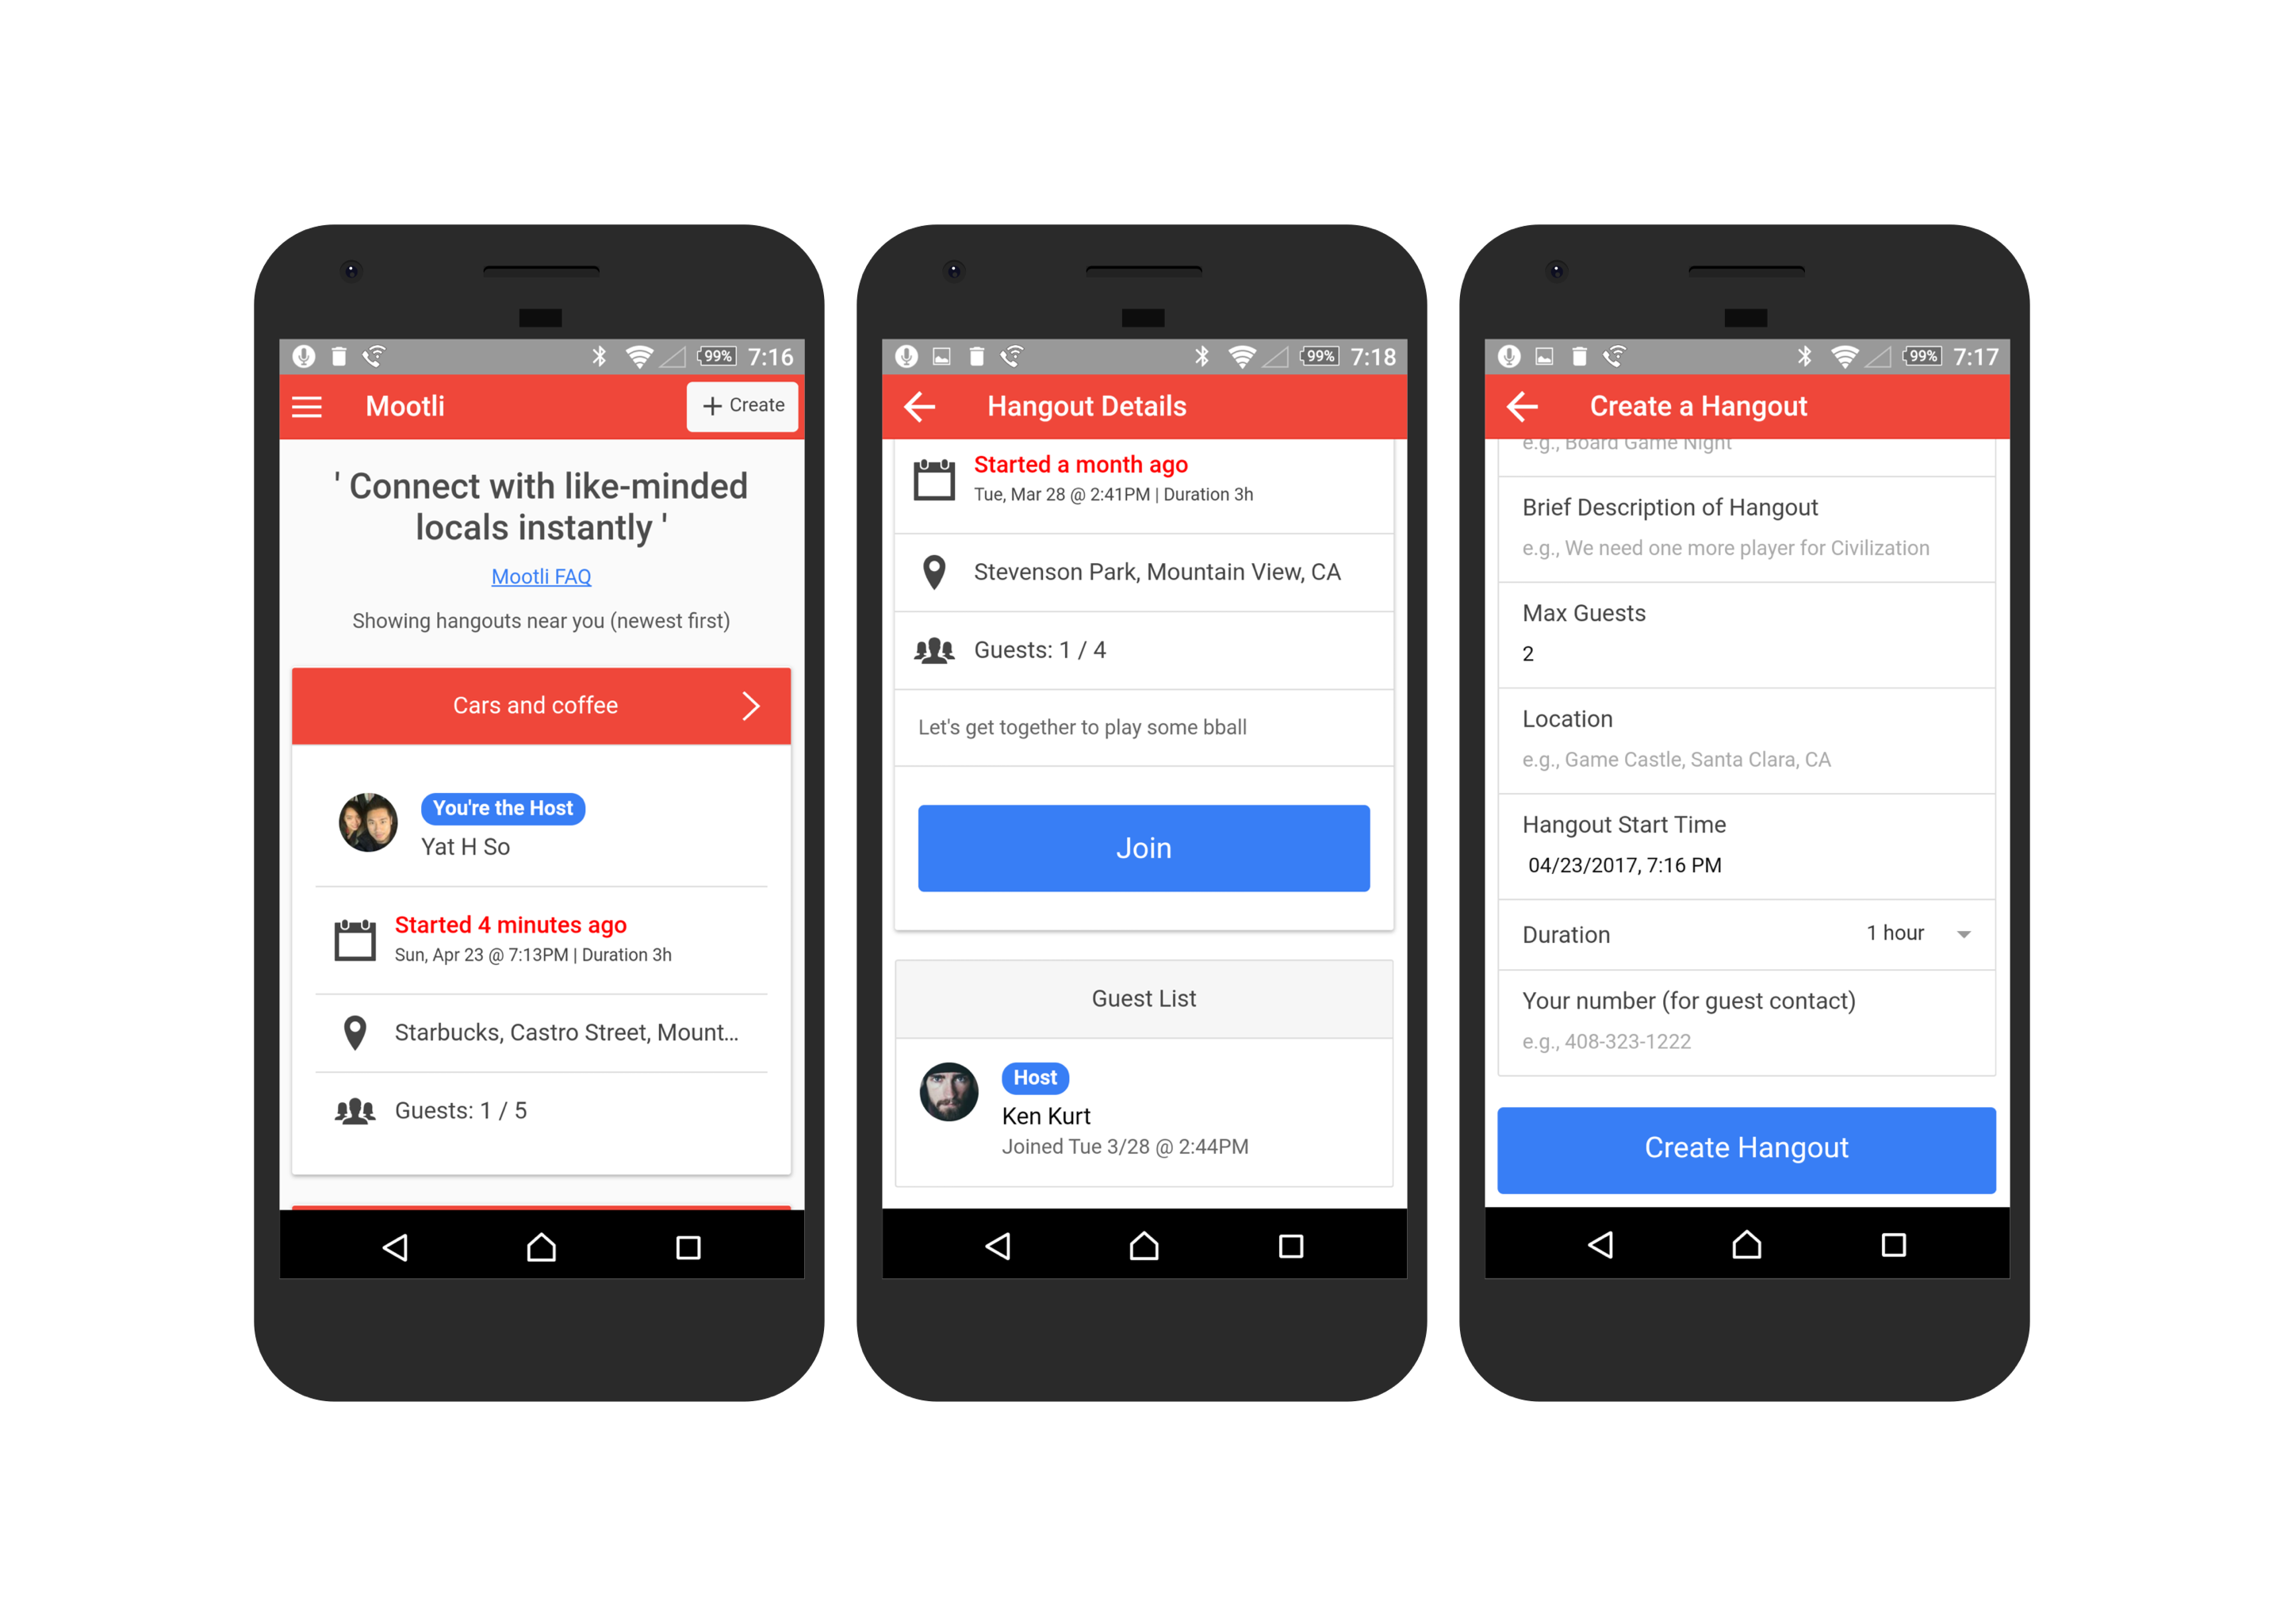 99% 7:16
Mootli
+ Create
' Connect with like-minded
locals instantly '
Mootli FAQ
Showing hangouts near you (newest first)
Cars and coffee
You're the Host
Yat H So
Started 4 minutes ago
Sun, Apr 23 @ 7:13PM | Duration 3h
Starbucks, Castro Street, Mount...
Guests: 1 / 5
99% 7:18
Hangout Details
Started a month ago
Tue, Mar 28 @ 2:41PM | Duration 3h
Stevenson Park, Mountain View, CA
Guests: 1 / 4
Let's get together to play some bball
Join
Guest List
Host
Ken Kurt
Joined Tue 3/28 @ 2:44PM
99% 7:17
Create a Hangout
e.g., Board Game Night
Brief Description of Hangout
e.g., We need one more player for Civilization
Max Guests
2
Location
e.g., Game Castle, Santa Clara, CA
Hangout Start Time
04/23/2017, 7:16 PM
Duration 1 hour
Your number (for guest contact)
e.g., 408-323-1222
Create Hangout